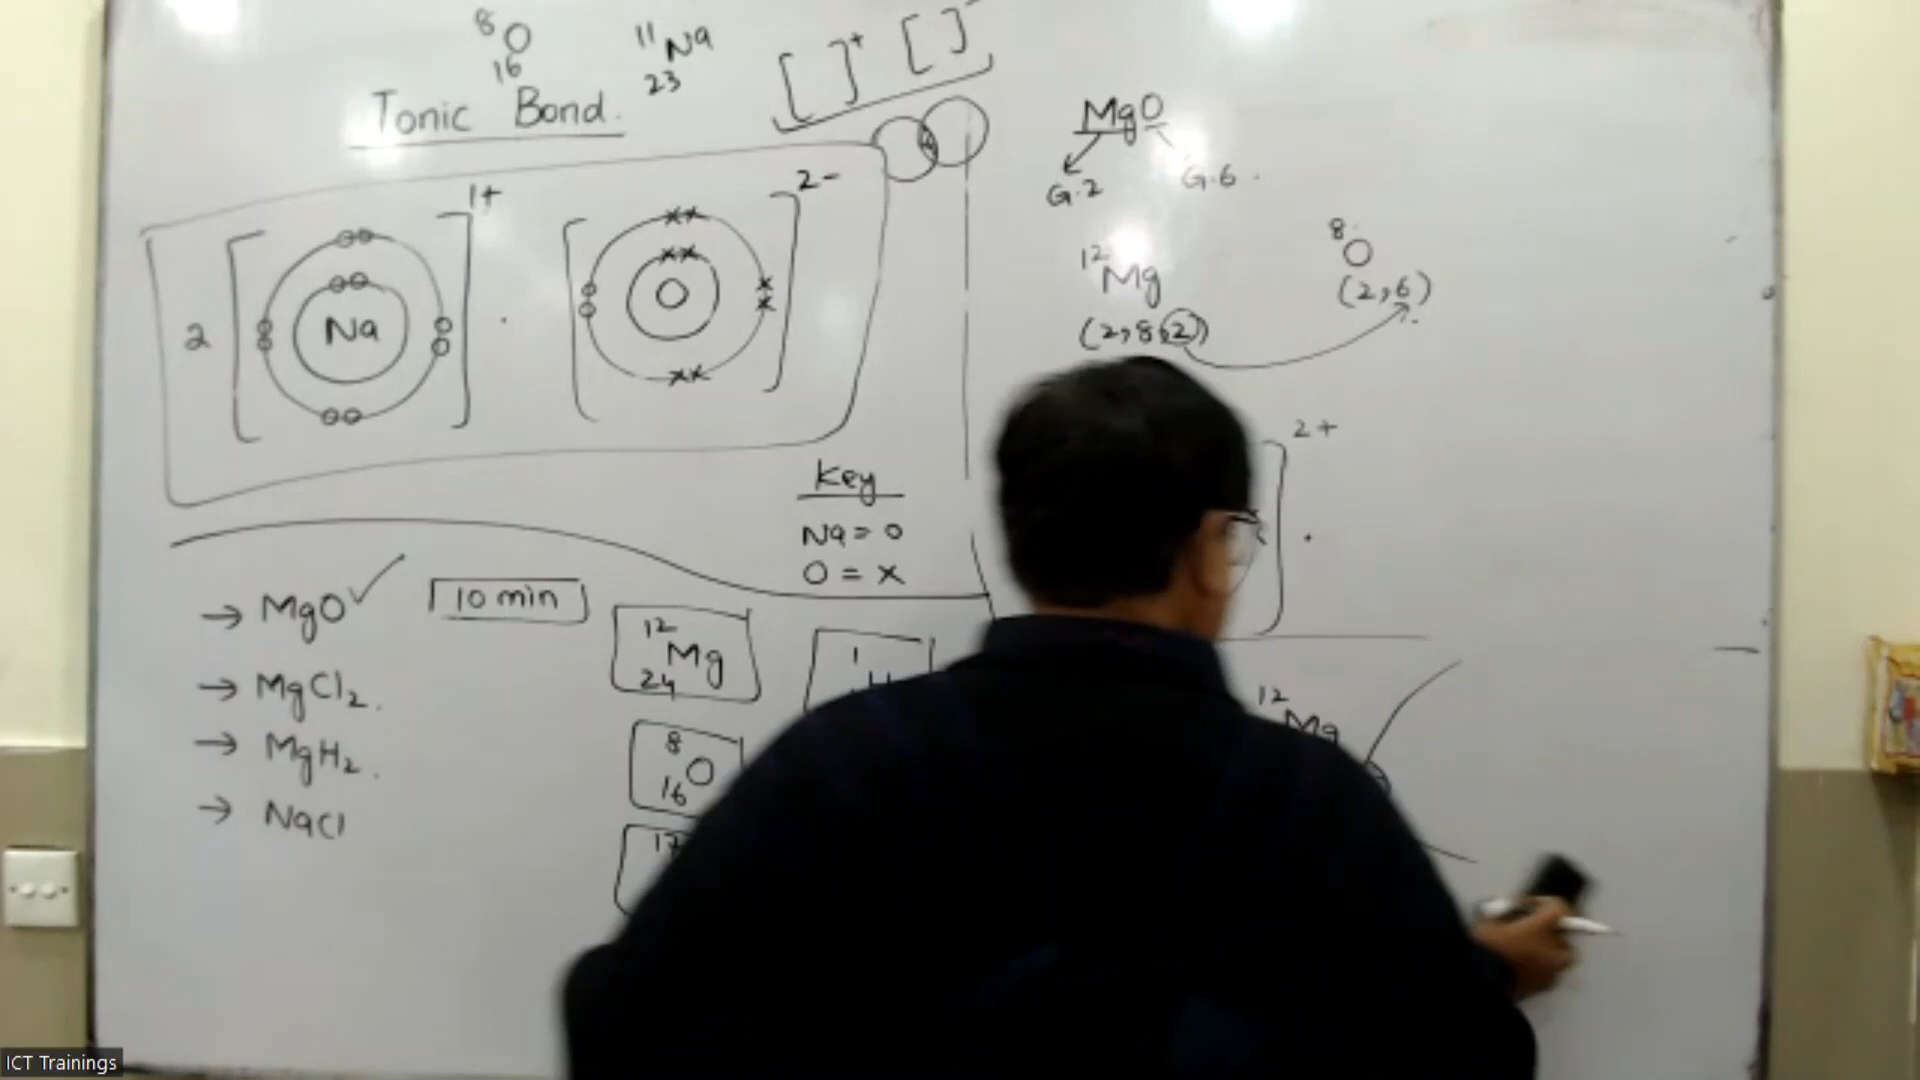 8
O
16
11
Na
23
[ ]+ [ ]-
Ionic Bond.
2 [Na]1+ . [O]2-
Key
Na = o
O = x
→ MgO ✓
10 min
→ MgCl2.
→ MgH2.
→ NaCl
12
Mg
24
1
H
8
O
16
17
MgO
G.2
G.6.
12
Mg
(2,8,2)
8
O
(2,6)
]2+ .
12
Mg
ICT Trainings